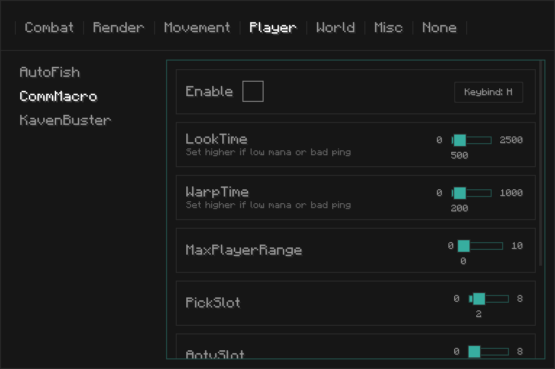 Combat Render Movement Player World Misc None
AutoFish
CommMacro
KavenBuster
Enable Keybind: M
LookTime
Set higher if low mana or bad ping
0 2500
500
WarpTime
Set higher if low mana or bad ping
0 1000
200
MaxPlayerRange
0 10
0
PickSlot
0 8
2
AotvSlot
0 8